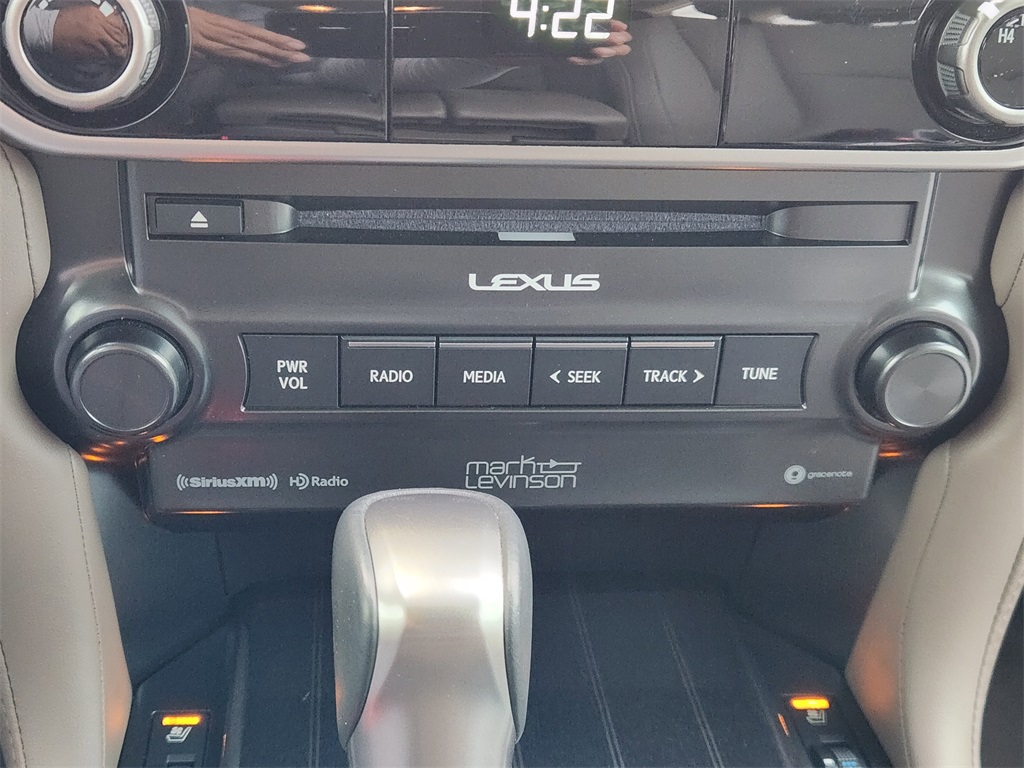 4:22
H4
LEXUS
PWR
VOL
RADIO
MEDIA
< SEEK
TRACK >
TUNE
((SiriusXM))
HD Radio
mark
Levinson
gracenote